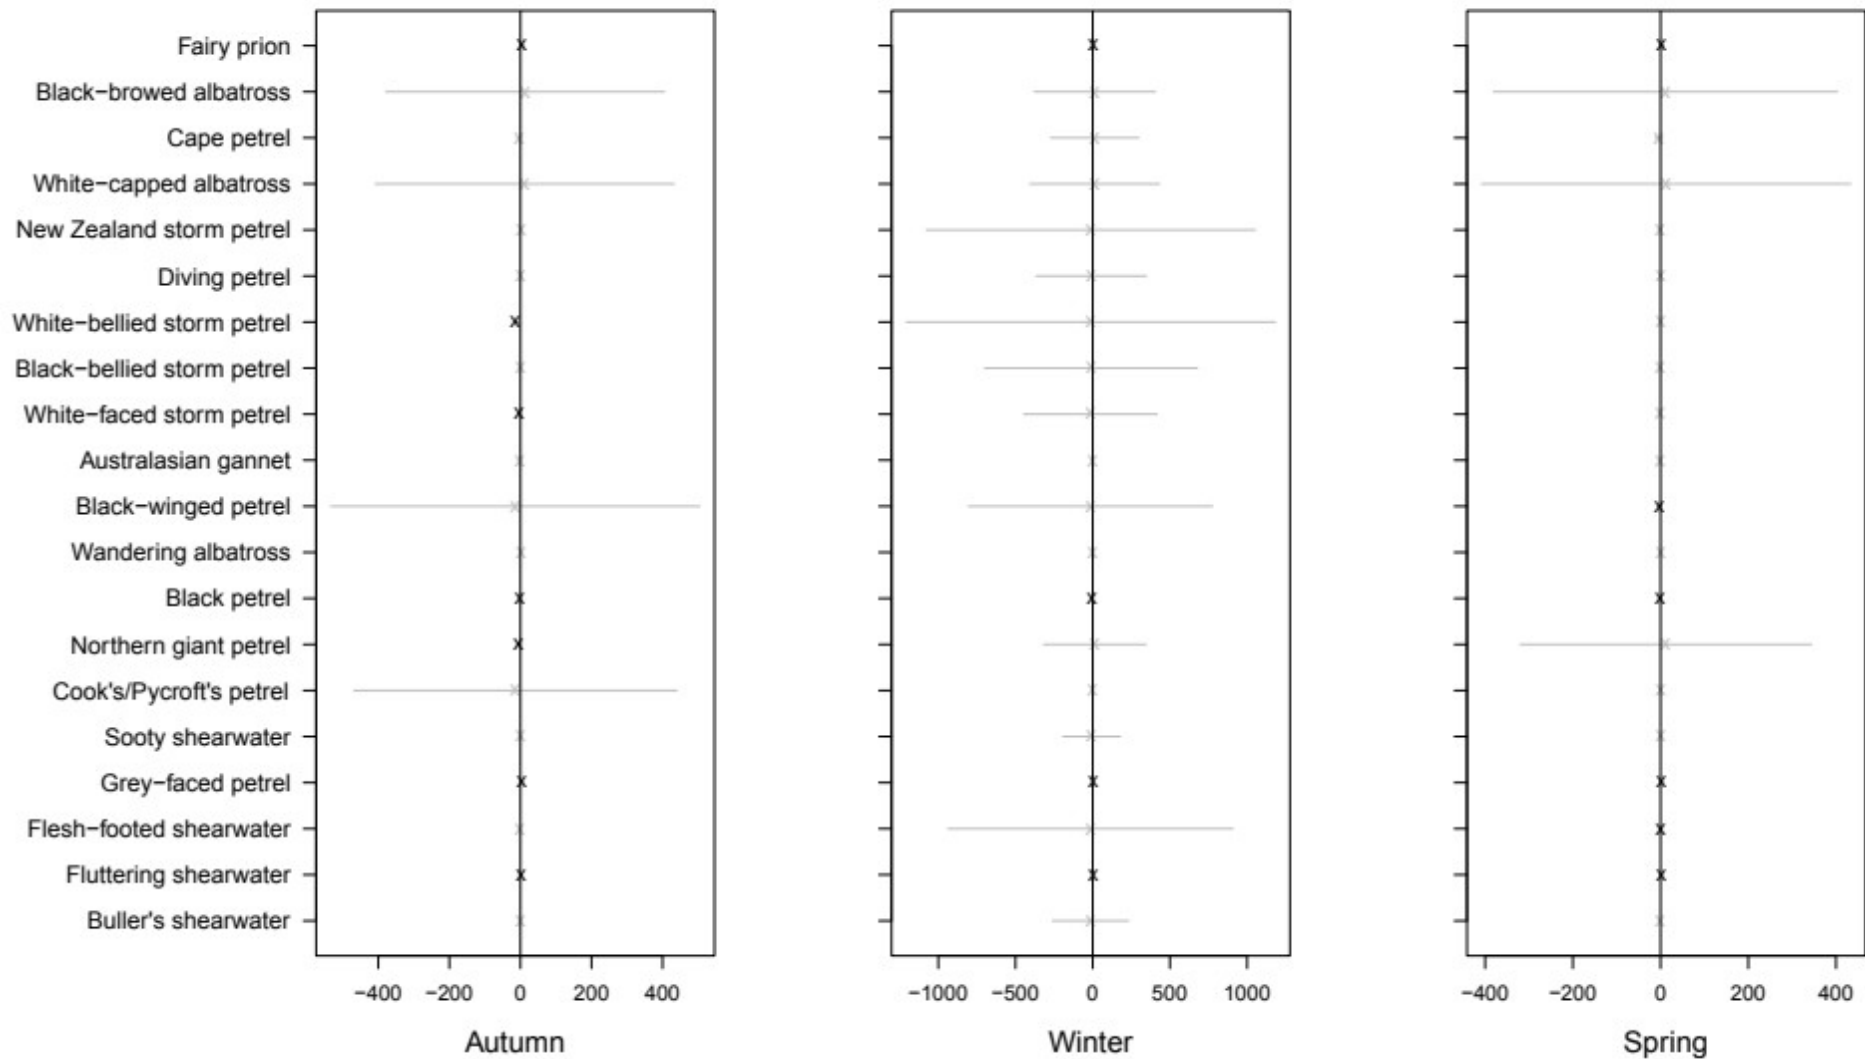 Fairy prion
Black−browed albatross
Cape petrel
White−capped albatross
New Zealand storm petrel
Diving petrel
White−bellied storm petrel
Black−bellied storm petrel
White−faced storm petrel
Australasian gannet
Black−winged petrel
Wandering albatross
Black petrel
Northern giant petrel
Cook's/Pycroft's petrel
Sooty shearwater
Grey−faced petrel
Flesh−footed shearwater
Fluttering shearwater
Buller's shearwater
−400 −200 0 200 400
Autumn
−1000 −500 0 500 1000
Winter
−400 −200 0 200 400
Spring